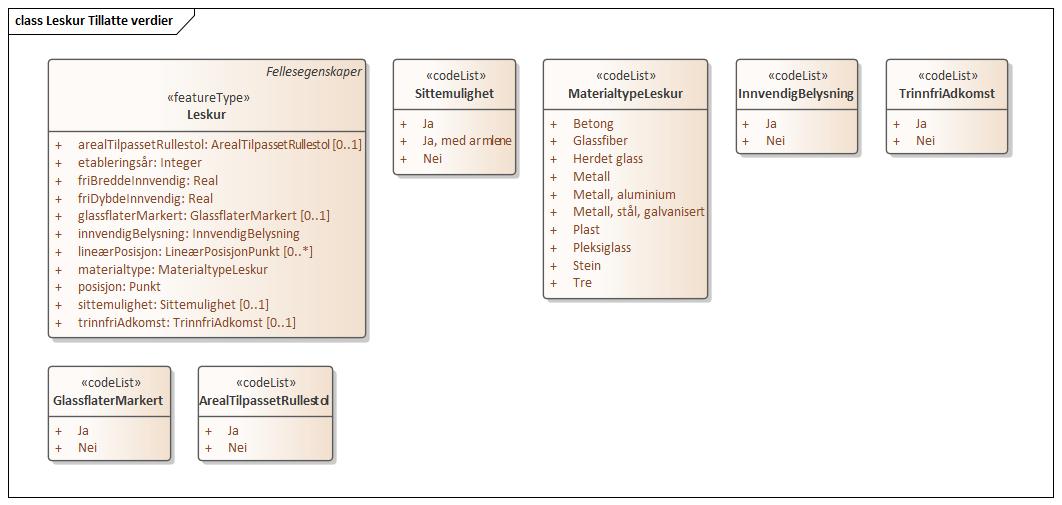 class Leskur Tillatte verdier
Fellesegenskaper
«featureType»
Leskur
+ arealTilpassetRullestol: ArealTilpassetRullestol [0..1]
+ etableringsår: Integer
+ friBreddeInnvendig: Real
+ friDybdeInnvendig: Real
+ glassflaterMarkert: GlassflaterMarkert [0..1]
+ innvendigBelysning: InnvendigBelysning
+ lineærPosisjon: LineærPosisjonPunkt [0..*]
+ materialtype: MaterialtypeLeskur
+ posisjon: Punkt
+ sittemulighet: Sittemulighet [0..1]
+ trinnfriAdkomst: TrinnfriAdkomst [0..1]
«codeList»
Sittemulighet
+ Ja
+ Ja, med armlene
+ Nei
«codeList»
MaterialtypeLeskur
+ Betong
+ Glassfiber
+ Herdet glass
+ Metall
+ Metall, aluminium
+ Metall, stål, galvanisert
+ Plast
+ Pleksiglass
+ Stein
+ Tre
«codeList»
InnvendigBelysning
+ Ja
+ Nei
«codeList»
TrinnfriAdkomst
+ Ja
+ Nei
«codeList»
GlassflaterMarkert
+ Ja
+ Nei
«codeList»
ArealTilpassetRullestol
+ Ja
+ Nei